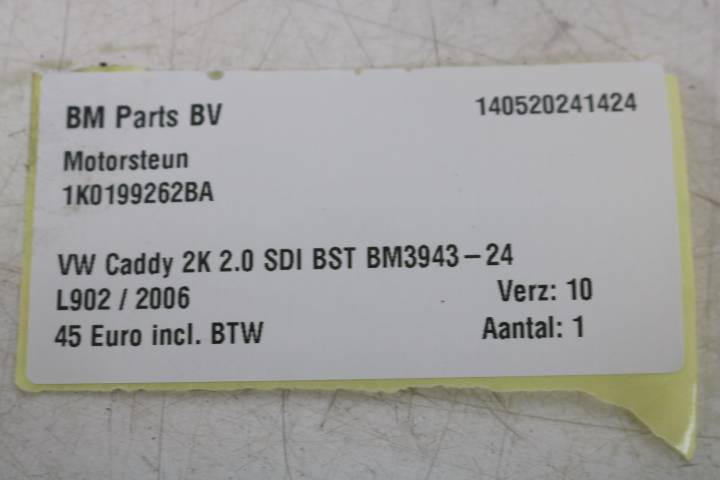 BM Parts BV 140520241424
Motorsteun
1K0199262BA
VW Caddy 2K 2.0 SDI BST BM3943-24
L902 / 2006 Verz: 10
45 Euro incl. BTW Aantal: 1